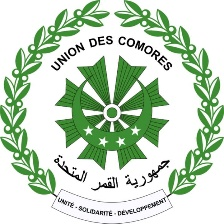 UNION DES COMORES
جمهورية القمر المتحدة
UNITÉ - SOLIDARITÉ - DÉVELOPPEMENT